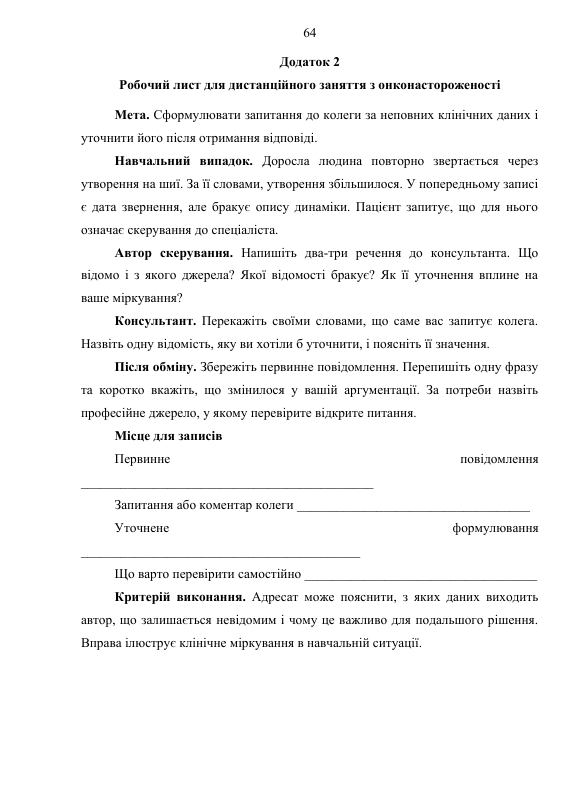 64
Додаток 2
Робочий лист для дистанційного заняття з онконастороженості
Мета. Сформулювати запитання до колеги за неповних клінічних даних і
уточнити його після отримання відповіді.
Навчальний випадок. Доросла людина повторно звертається через
утворення на шиї. За її словами, утворення збільшилося. У попередньому записі
є дата звернення, але бракує опису динаміки. Пацієнт запитує, що для нього
означає скерування до спеціаліста.
Автор скерування. Напишіть два-три речення до консультанта. Що
відомо і з якого джерела? Якої відомості бракує? Як її уточнення вплине на
ваше міркування?
Консультант. Перекажіть своїми словами, що саме вас запитує колега.
Назвіть одну відомість, яку ви хотіли б уточнити, і поясніть її значення.
Після обміну. Збережіть первинне повідомлення. Перепишіть одну фразу
та коротко вкажіть, що змінилося у вашій аргументації. За потреби назвіть
професійне джерело, у якому перевірите відкрите питання.
Місце для записів
Первинне повідомлення
_____________________________________________
Запитання або коментар колеги ____________________________________
Уточнене формулювання
___________________________________________
Що варто перевірити самостійно ____________________________________
Критерій виконання. Адресат може пояснити, з яких даних виходить
автор, що залишається невідомим і чому це важливо для подальшого рішення.
Вправа ілюструє клінічне міркування в навчальній ситуації.